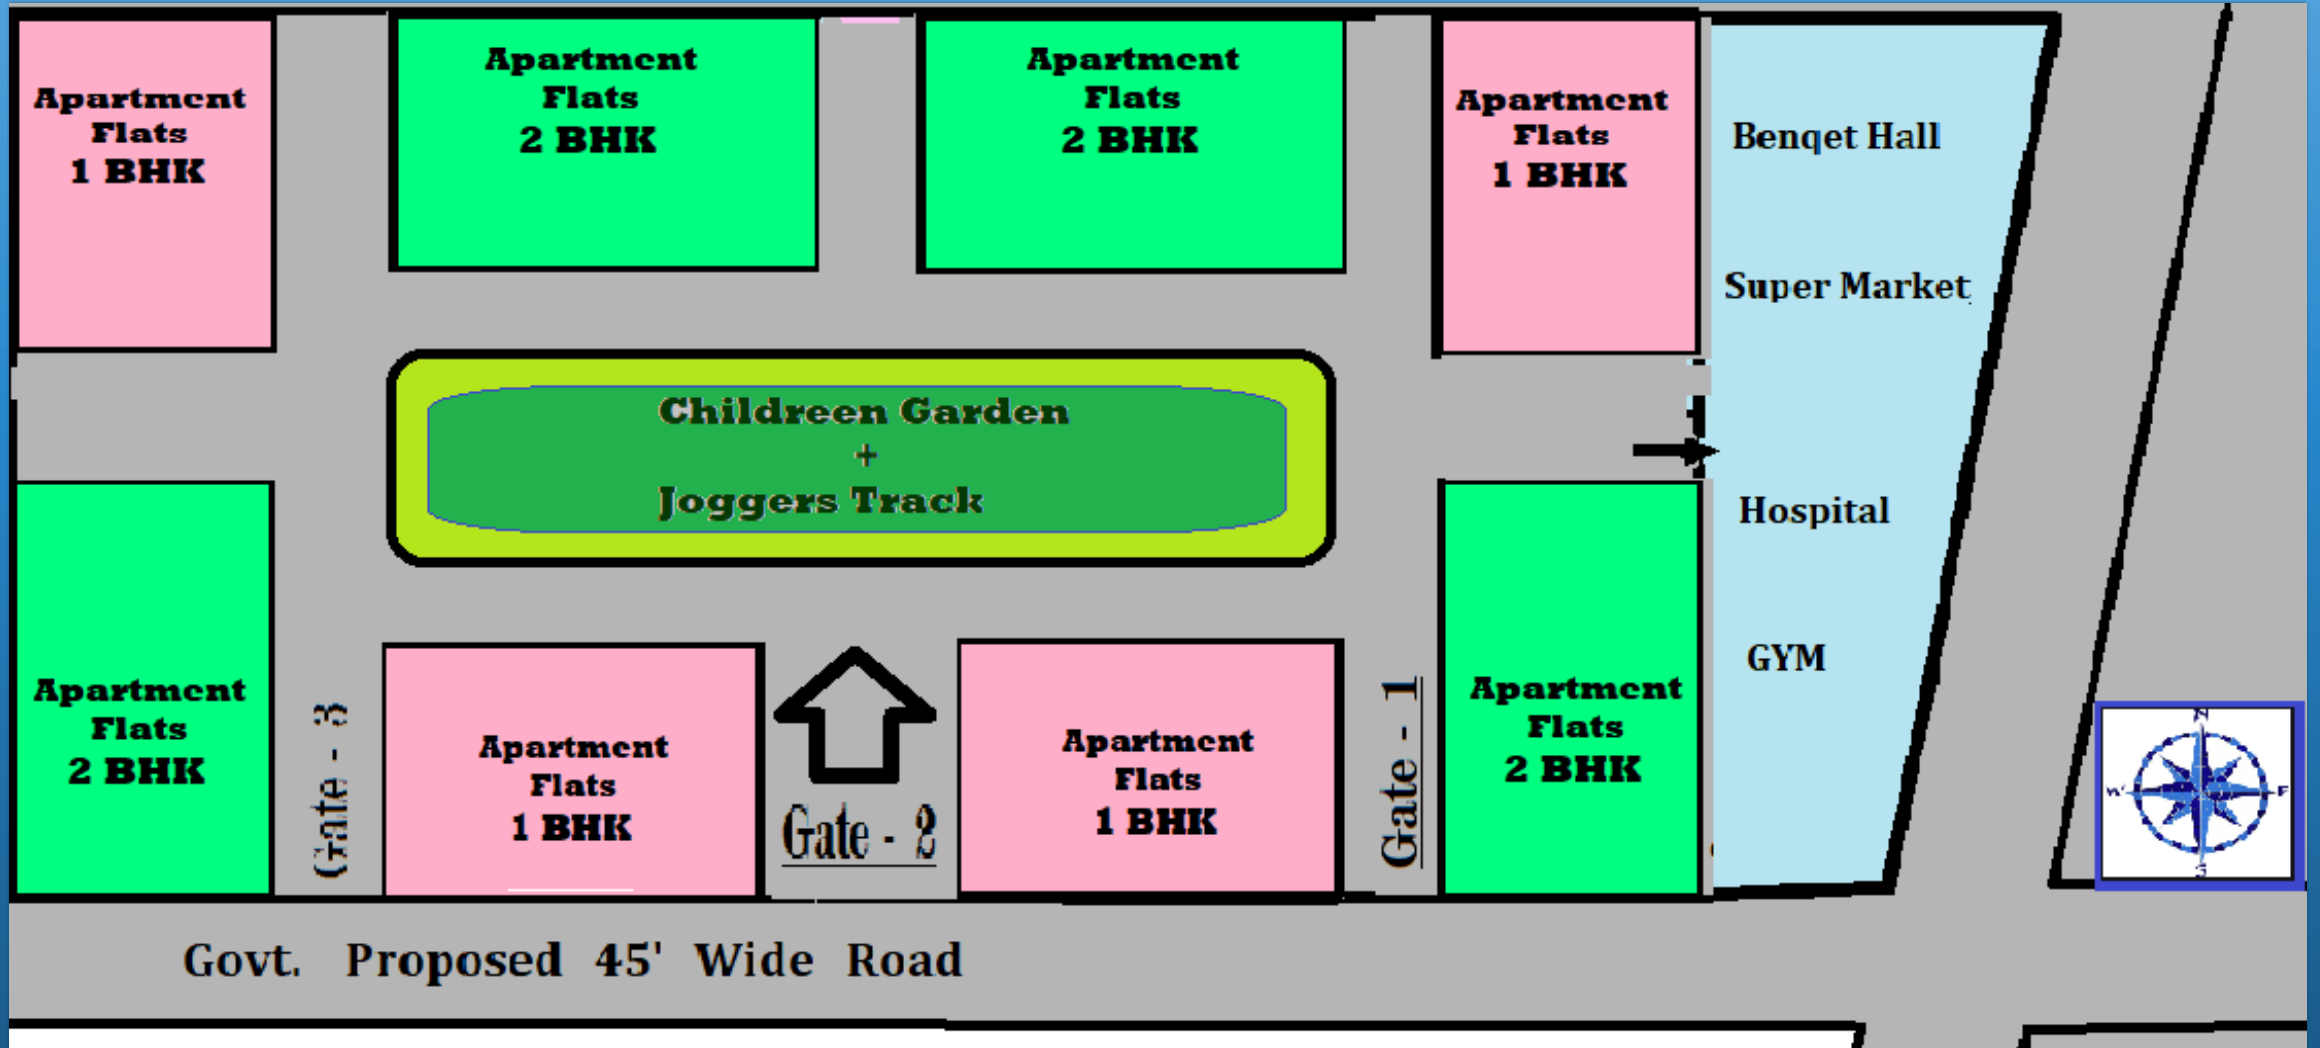 Apartment
Flats
1 BHK
Apartment
Flats
2 BHK
Apartment
Flats
2 BHK
Apartment
Flats
1 BHK
Benqet Hall
Super Market
Childreen Garden
+
Joggers Track
Hospital
GYM
Apartment
Flats
2 BHK
Gate - 3
Apartment
Flats
1 BHK
Gate - 2
Apartment
Flats
1 BHK
Gate - 1
Apartment
Flats
2 BHK
N
W E
S
Govt. Proposed 45' Wide Road